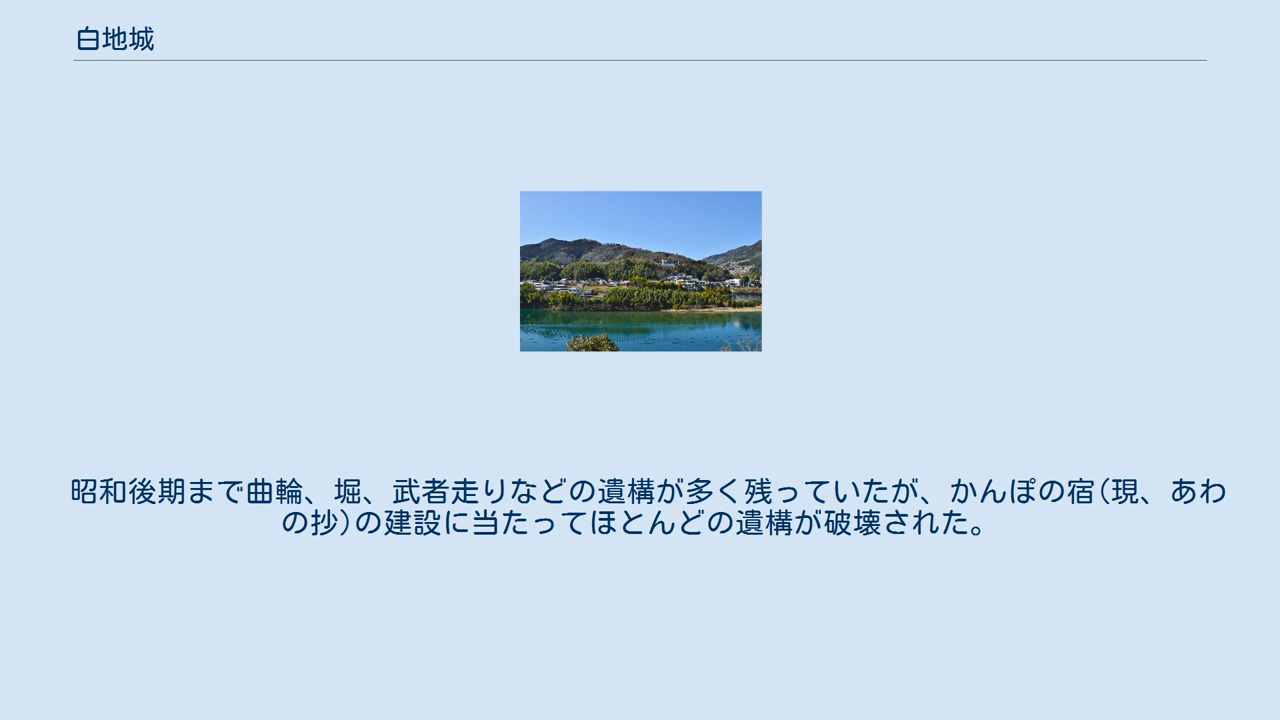 白地城
昭和後期まで曲輪、堀、武者走りなどの遺構が多く残っていたが、かんぽの宿(現、あわ
の抄)の建設に当たってほとんどの遺構が破壊された。